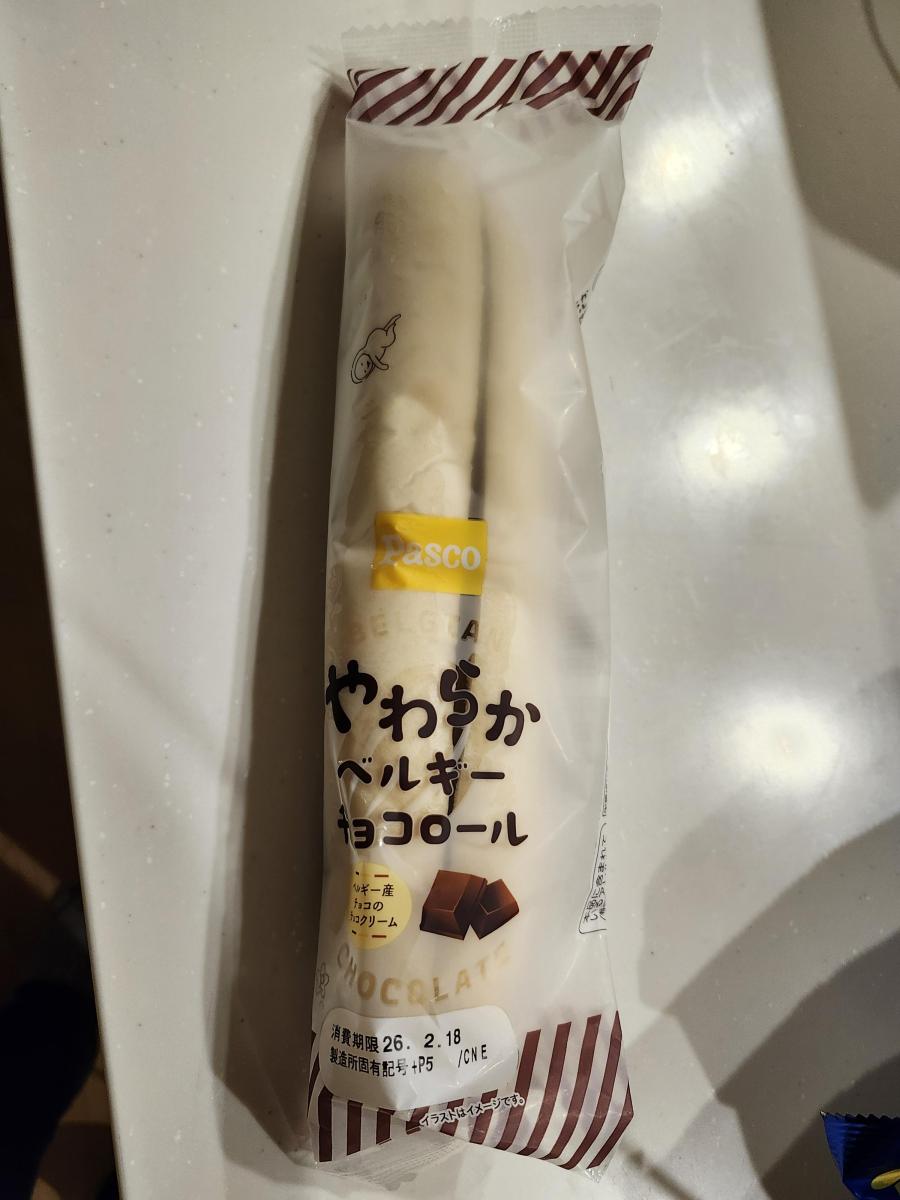 Pasco
BELGIAN
やわらか
ベルギー
チョコロール
ベルギー産
チョコの
チョコクリーム
CHOCOLATE
消費期限 26. 2.18
製造所固有記号 +P5 /CNE
イラストはイメージです。